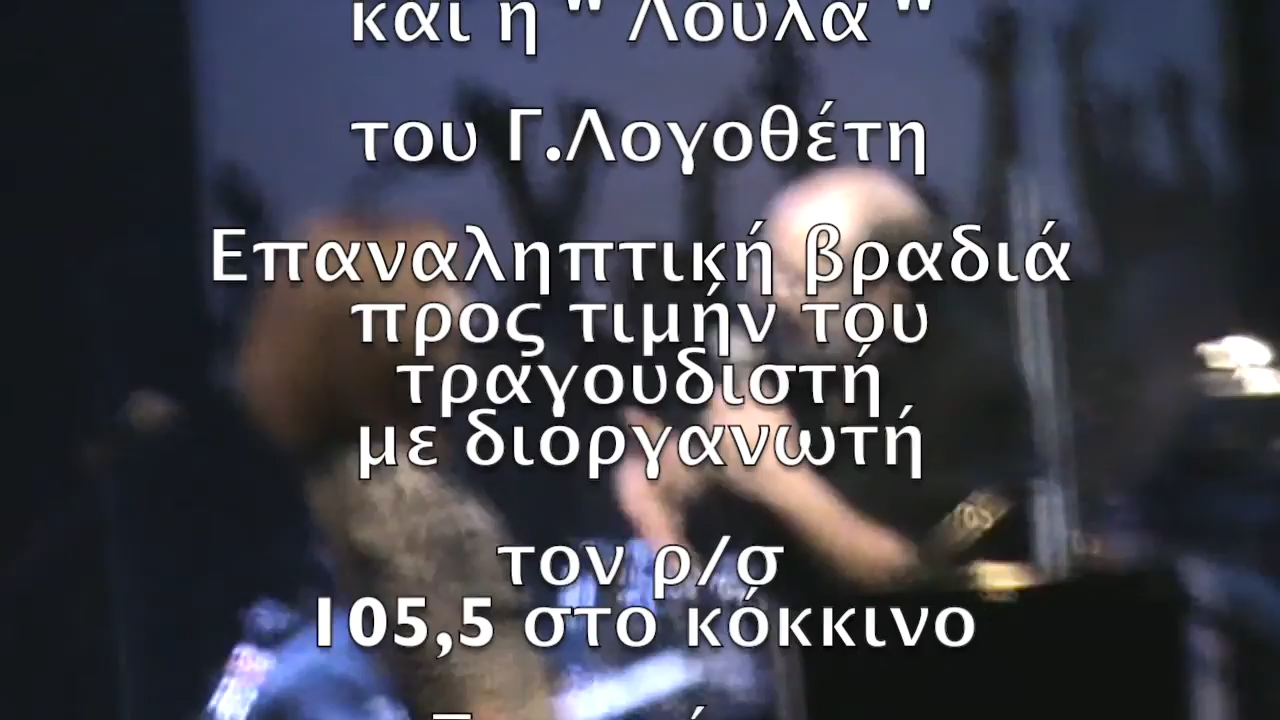 και η " Λούλα "
του Γ.Λογοθέτη
Επαναληπτική βραδιά
προς τιμήν του
τραγουδιστή
με διοργανωτή
τον ρ/σ
105,5 στο κόκκινο